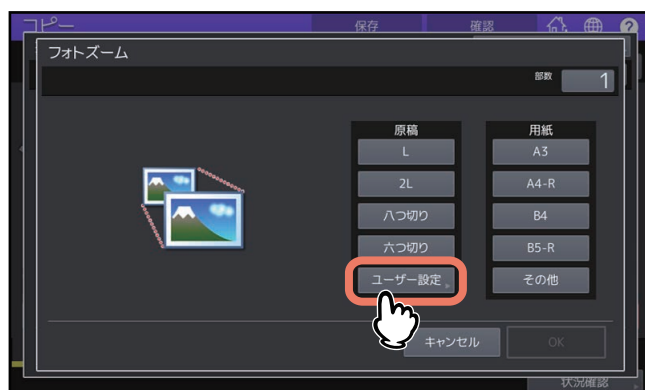 コピー
保存
確認
?
フォトズーム
部数 1
原稿 用紙
L A3
2L A4-R
八つ切り B4
六つ切り B5-R
ユーザー設定 その他
キャンセル OK
状況確認